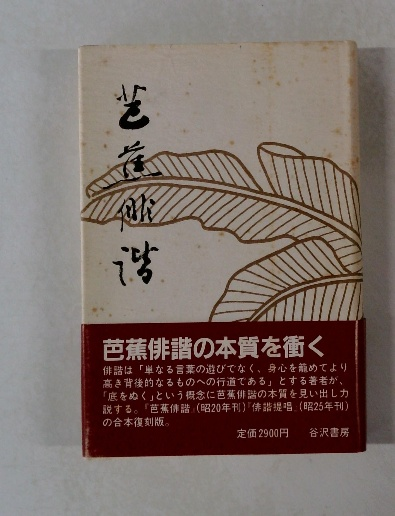 芭蕉俳諧
芭蕉俳諧の本質を衝く
俳諧は「単なる言葉の遊びでなく、身心を籠めてより
高き背後的なるものへの行道である」とする著者が、
「底をぬく」という概念に芭蕉俳諧の本質を見い出し力
説する。『芭蕉俳諧』(昭20年刊)『俳諧提唱』(昭25年刊)
の合本復刻版。
定価2900円 谷沢書房